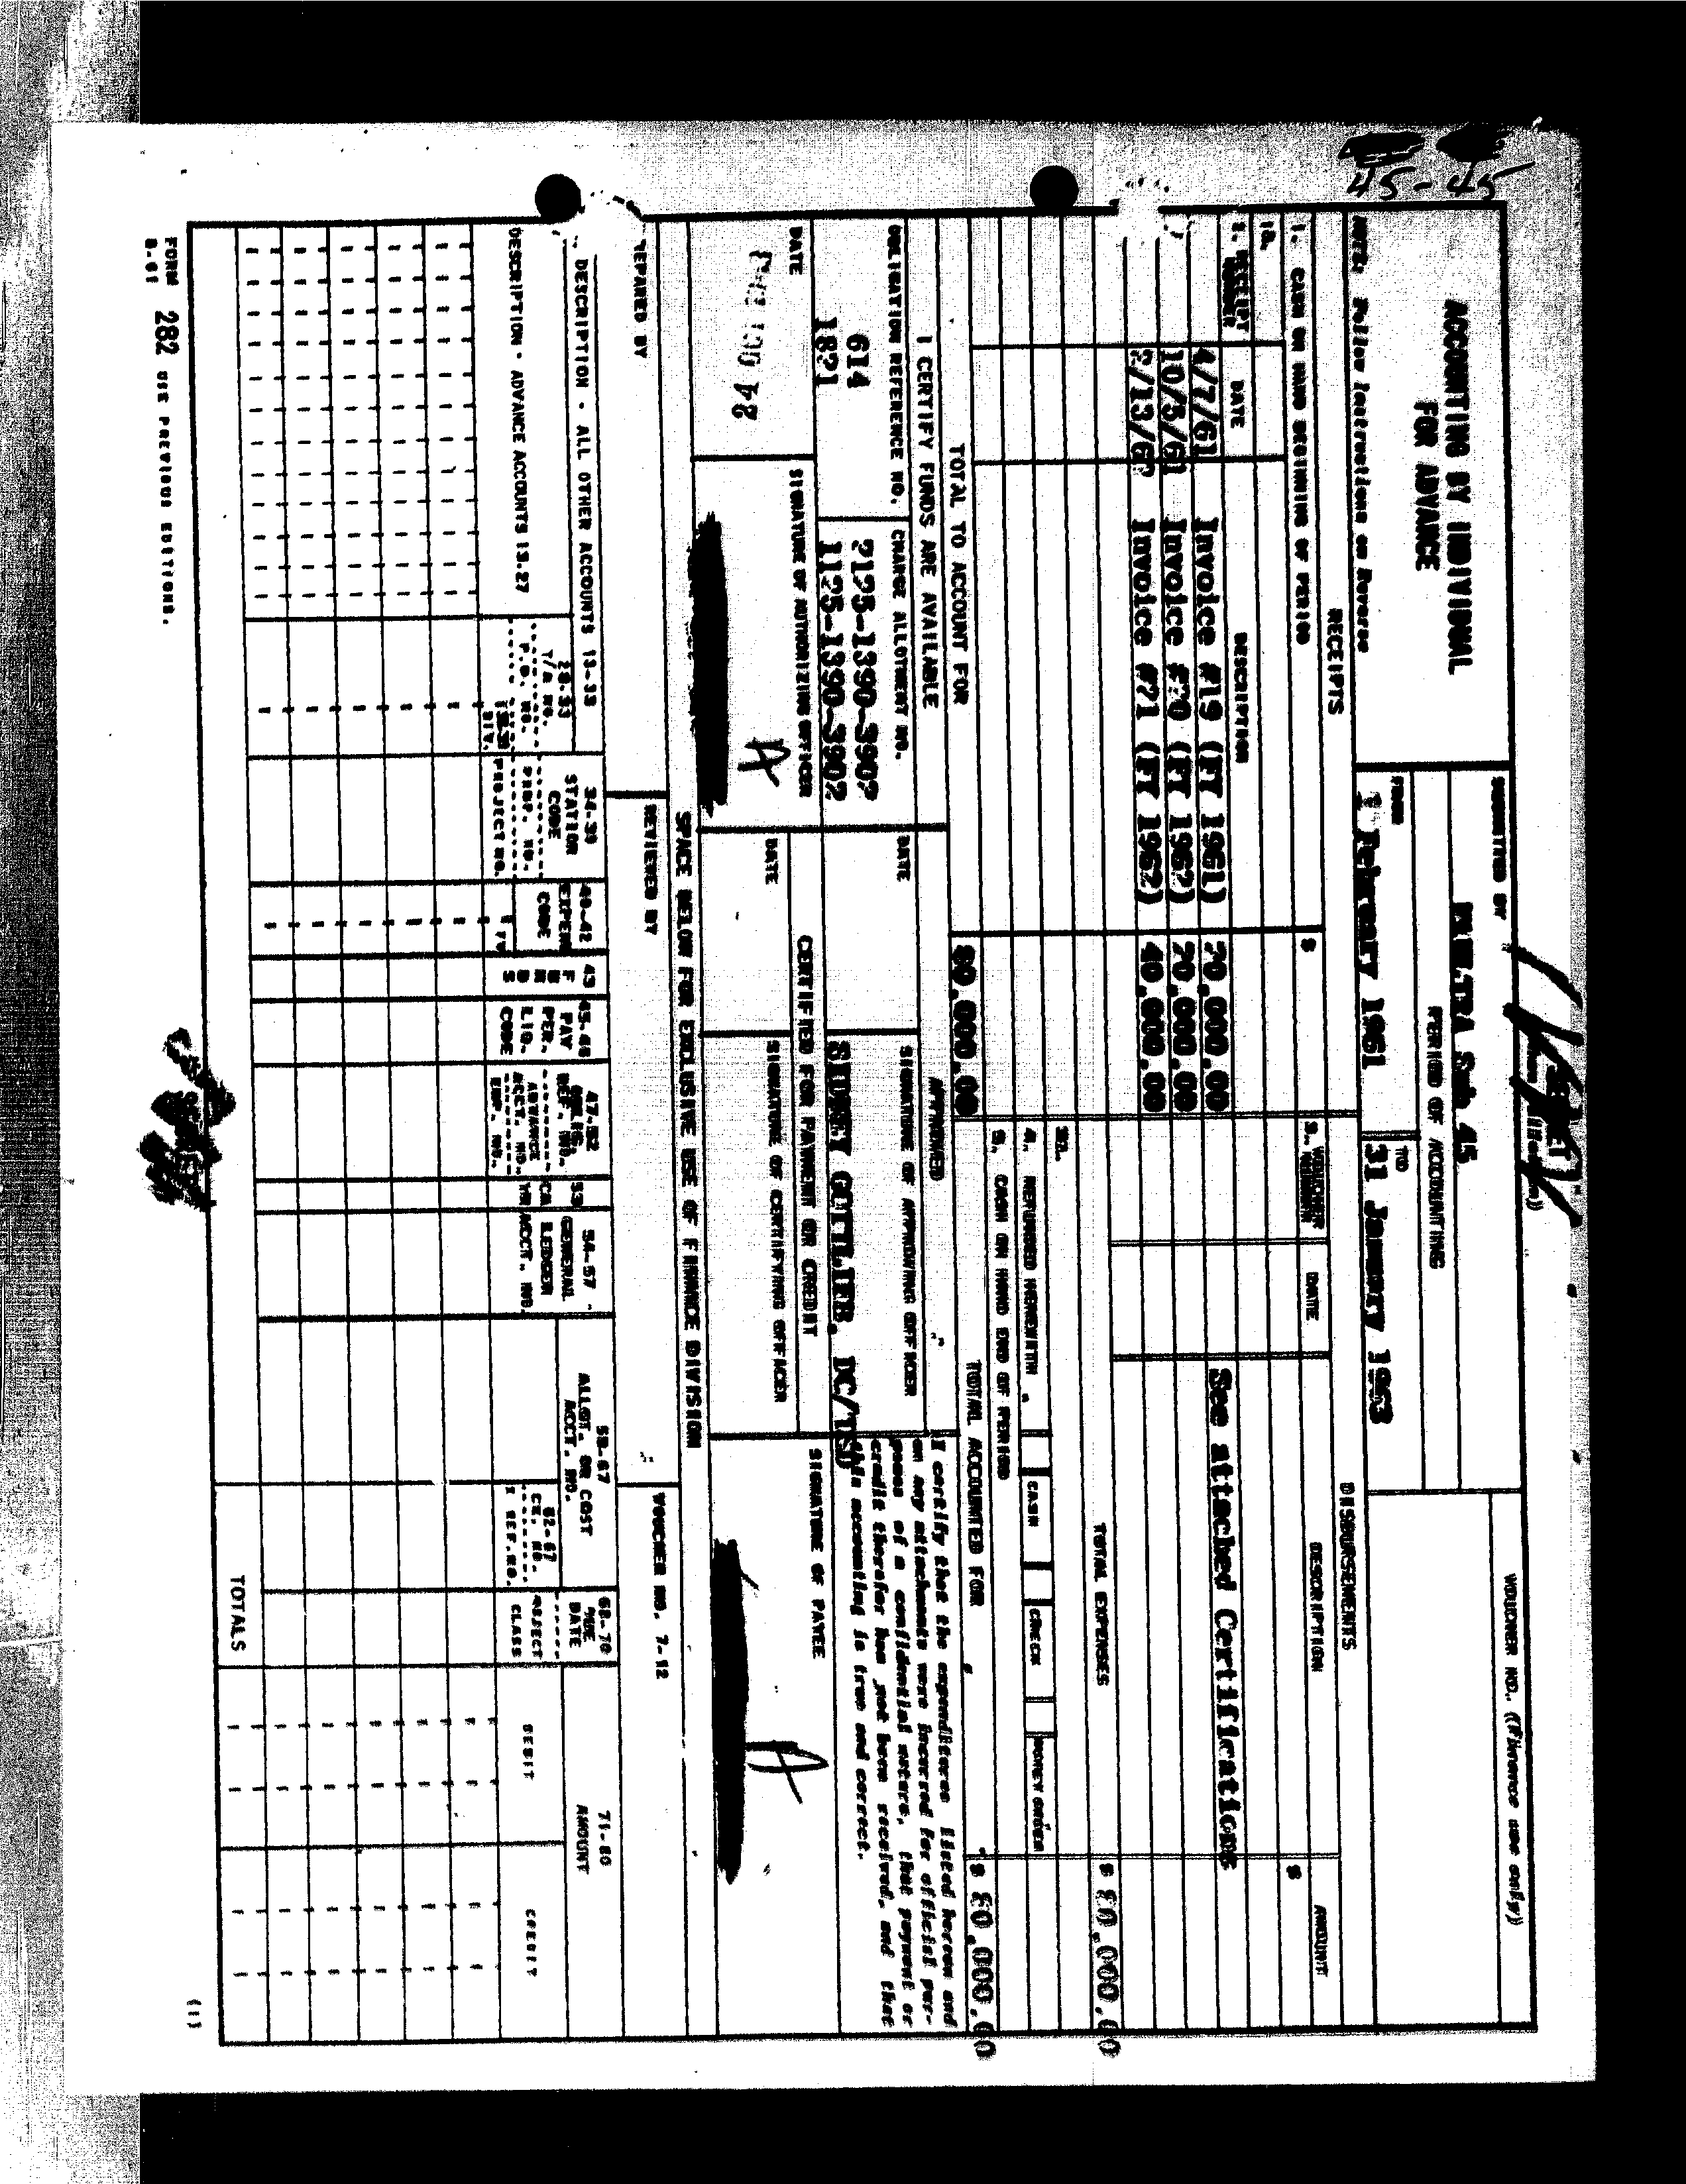 45-45
ACCOUNTING BY INDIVIDUAL
FOR ADVANCE
NOTE: Follow Instructions on Reverse
SUBMITTED BY
MKULTRA Sub 45
PERIOD OF ACCOUNTING
FROM
1 February 1961
TO
31 January 1963
VOUCHER NO. (Finance use only)
RECEIPTS
DISBURSEMENTS
1. CASH ON HAND BEGINNING OF PERIOD
$
1a.
2. RECEIPT NUMBER
DATE
DESCRIPTION
3. VOUCHER NUMBER
DATE
DESCRIPTION
AMOUNT
$
4/7/61 Invoice #19 (FY 1961) 20.000.00
10/5/61 Invoice #20 (FY 1962) 20.000.00
2/13/62 Invoice #21 (FY 1962) 40.000.00
See attached Certifications
TOTAL EXPENSES $ 80.000.00
3a.
4. REFUNDED HEREWITH CASH CHECK MONEY ORDER
5. CASH ON HAND END OF PERIOD
TOTAL TO ACCOUNT FOR 80.000.00
TOTAL ACCOUNTED FOR $ 80.000.00
I CERTIFY FUNDS ARE AVAILABLE
APPROVED
OBLIGATION REFERENCE NO.
CHARGE ALLOTMENT NO.
DATE
SIGNATURE OF APPROVING OFFICER
614 2125-1390-3902
1821 1125-1390-3902
SIDNEY GOTTLIEB, DC/TSD
I certify that the expenditures listed hereon and
on any attachments were incurred for official pur-
poses of a confidential nature, that payment or
credit therefor has not been received, and that
this accounting is true and correct.
DATE
SIGNATURE OF AUTHORIZING OFFICER
CERTIFIED FOR PAYMENT OR CREDIT
DATE
SIGNATURE OF CERTIFYING OFFICER
SIGNATURE OF PAYEE
24 OCT
A
A
SPACE BELOW FOR EXCLUSIVE USE OF FINANCE DIVISION
REVIEWED BY
VOUCHER NO. 7-12
DESCRIPTION - ALL OTHER ACCOUNTS 13-33
DESCRIPTION - ADVANCE ACCOUNTS 13-27
28-33
T/A NO.
P.O. NO.
DIV.
34-39
STATION
CODE
PROP. NO.
PROJECT NO.
40-42
EXPEN
CODE
43
45-46
PAY
PER.
LIQ.
CODE
47-52
OBLIG.
REF. NO.
ADVANCE
ACCT. NO.
EMP. NO.
53
CA
YR
54-57
GENERAL
LEDGER
ACCT. NO.
58-67
ALLOT. OR COST
ACCT. NO.
62-67
CK. NO.
X REF.NO.
68-70
DUE
DATE
OBJECT
CLASS
71-80
AMOUNT
DEBIT
CREDIT
TOTALS
FORM 282 USE PREVIOUS EDITIONS.
8-61
(1)